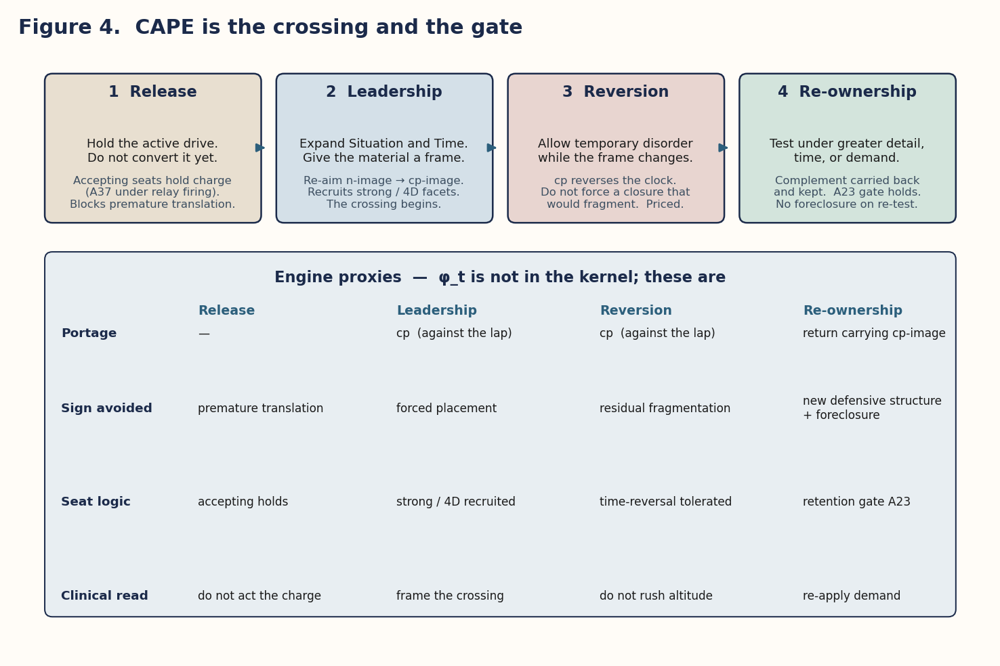 Figure 4.  CAPE is the crossing and the gate
1  Release
Hold the active drive.
Do not convert it yet.
Accepting seats hold charge
(A37 under relay firing).
Blocks premature translation.
2  Leadership
Expand Situation and Time.
Give the material a frame.
Re-aim n-image → cp-image.
Recruits strong / 4D facets.
The crossing begins.
3  Reversion
Allow temporary disorder
while the frame changes.
cp reverses the clock.
Do not force a closure that
would fragment.  Priced.
4  Re-ownership
Test under greater detail,
time, or demand.
Complement carried back
and kept.  A23 gate holds.
No foreclosure on re-test.
Engine proxies  —  φ_t is not in the kernel; these are
Release Leadership Reversion Re-ownership
Portage — cp  (against the lap) cp  (against the lap) return carrying cp-image
Sign avoided premature translation forced placement residual fragmentation new defensive structure
+ foreclosure
Seat logic accepting holds strong / 4D recruited time-reversal tolerated retention gate A23
Clinical read do not act the charge frame the crossing do not rush altitude re-apply demand